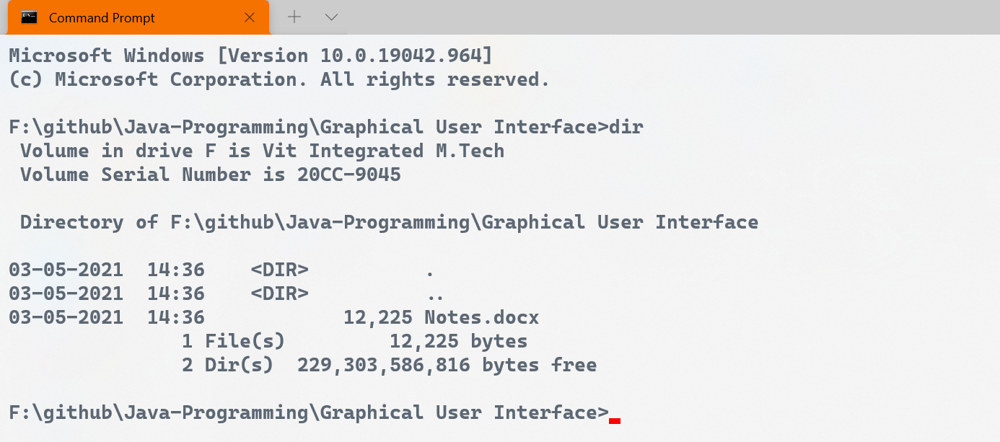 Command Prompt
Microsoft Windows [Version 10.0.19042.964]
(c) Microsoft Corporation. All rights reserved.
F:\github\Java-Programming\Graphical User Interface>dir
 Volume in drive F is Vit Integrated M.Tech
 Volume Serial Number is 20CC-9045
 Directory of F:\github\Java-Programming\Graphical User Interface
03-05-2021  14:36    <DIR>          .
03-05-2021  14:36    <DIR>          ..
03-05-2021  14:36            12,225 Notes.docx
               1 File(s)         12,225 bytes
               2 Dir(s)  229,303,586,816 bytes free
F:\github\Java-Programming\Graphical User Interface>